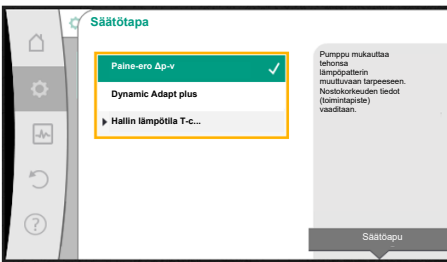 Säätötapa
Paine-ero Δp-v
Dynamic Adapt plus
Hallin lämpötila T-c...
Pumppu mukauttaa
tehonsa
lämpöpatterin
muuttuvaan tarpeeseen.
Nostokorkeuden tiedot
(toimintapiste)
vaaditaan.
Säätöapu